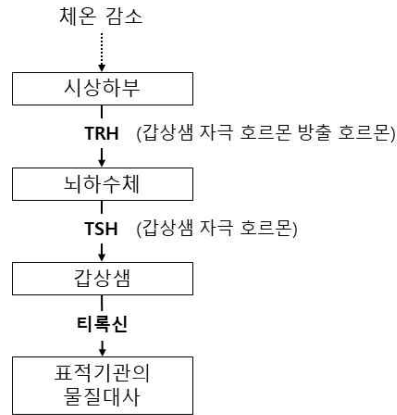 체온 감소
시상하부
TRH (갑상샘 자극 호르몬 방출 호르몬)
뇌하수체
TSH (갑상샘 자극 호르몬)
갑상샘
티록신
표적기관의
물질대사